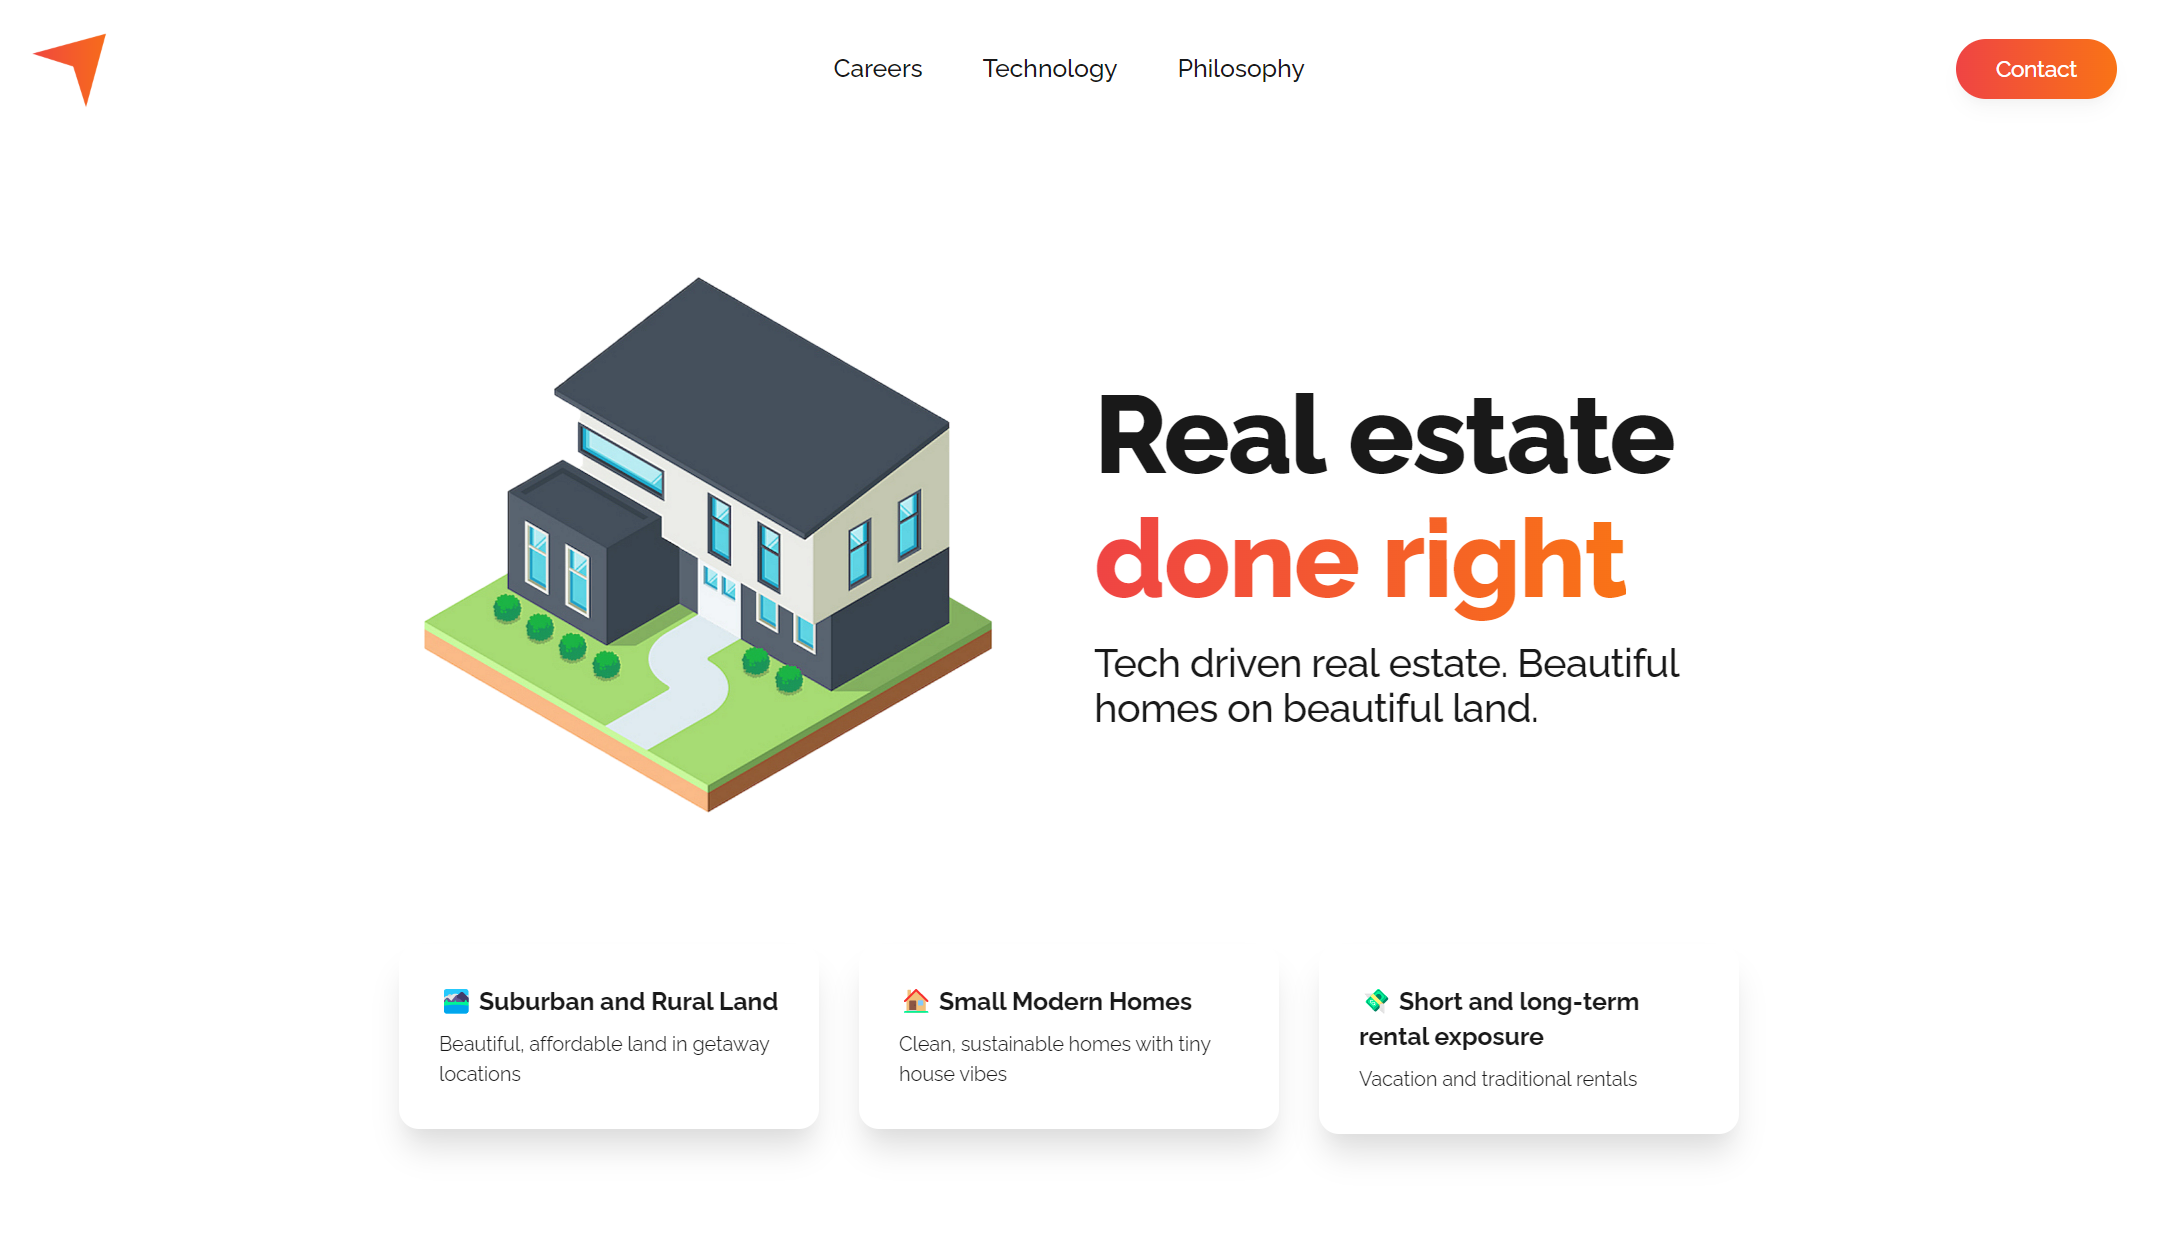 Careers Technology Philosophy Contact
Real estate
done right
Tech driven real estate. Beautiful
homes on beautiful land.
Suburban and Rural Land
Beautiful, affordable land in getaway
locations
Small Modern Homes
Clean, sustainable homes with tiny
house vibes
Short and long-term
rental exposure
Vacation and traditional rentals